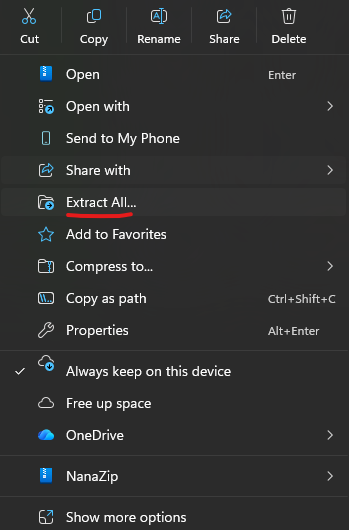 Cut Copy Rename Share Delete
Open Enter
Open with
Send to My Phone
Share with
Extract All...
Add to Favorites
Compress to...
Copy as path Ctrl+Shift+C
Properties Alt+Enter
Always keep on this device
Free up space
OneDrive
NanaZip
Show more options